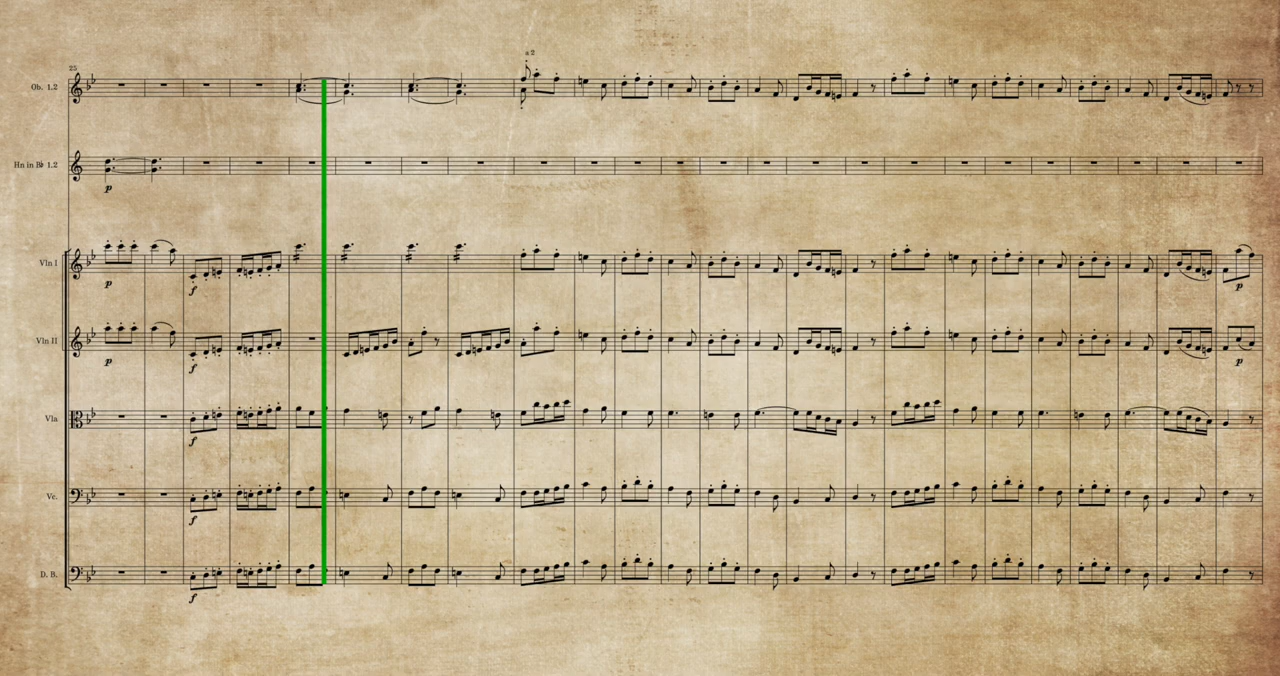 a 2
25
Ob. 1.2
Hn in B♭ 1.2
p
Vln I
p
f
p
Vln II
p
f
p
Vla
f
Vc.
f
D. B.
f